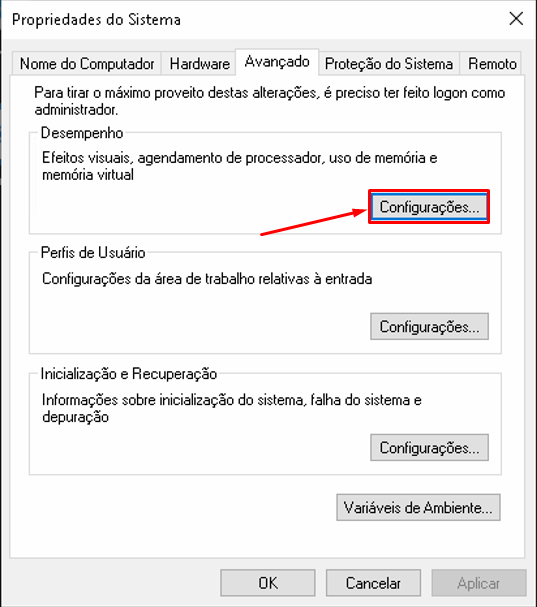 Propriedades do Sistema
Nome do Computador
Hardware
Avançado
Proteção do Sistema
Remoto
Para tirar o máximo proveito destas alterações, é preciso ter feito logon como
administrador.
Desempenho
Efeitos visuais, agendamento de processador, uso de memória e
memória virtual
Configurações...
Perfis de Usuário
Configurações da área de trabalho relativas à entrada
Configurações...
Inicialização e Recuperação
Informações sobre inicialização do sistema, falha do sistema e
depuração
Configurações...
Variáveis de Ambiente...
OK
Cancelar
Aplicar